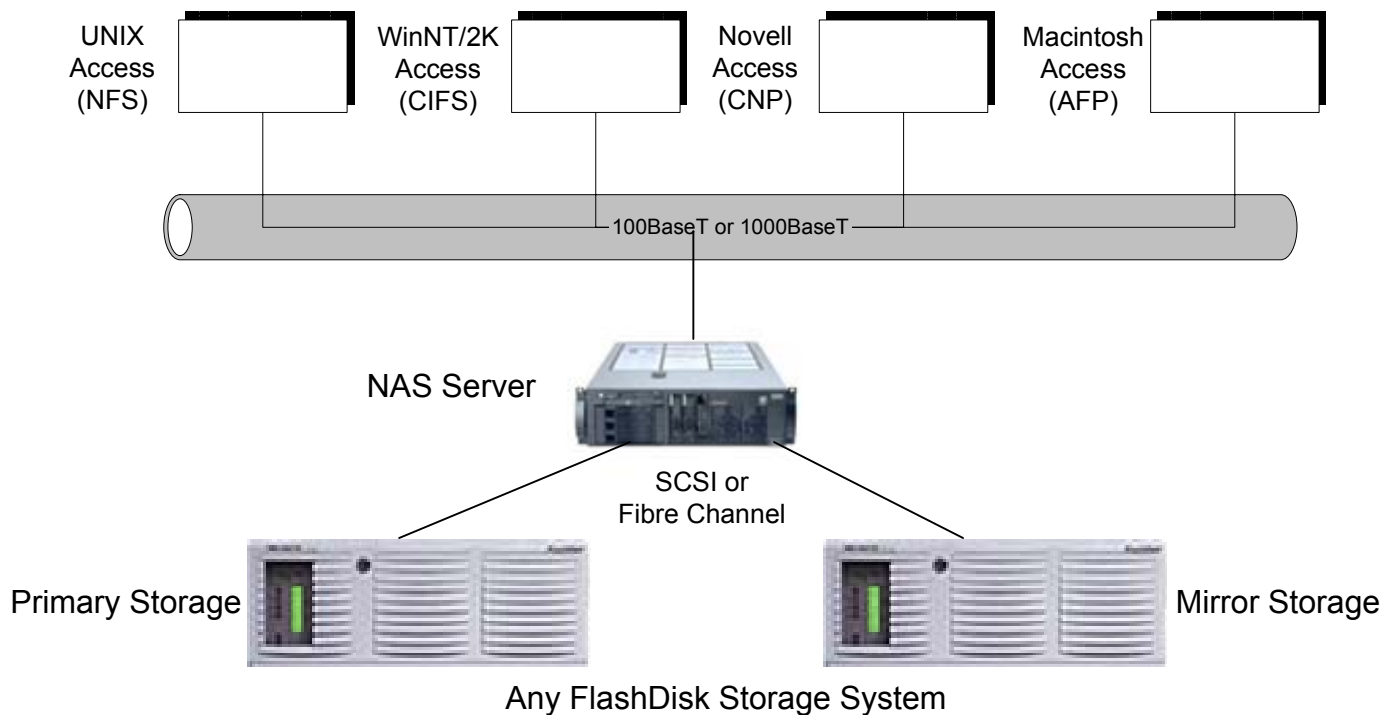 UNIX
Access
(NFS)
WinNT/2K
Access
(CIFS)
Novell
Access
(CNP)
Macintosh
Access
(AFP)
100BaseT or 1000BaseT
NAS Server
SCSI or
Fibre Channel
Primary Storage
Mirror Storage
Any FlashDisk Storage System